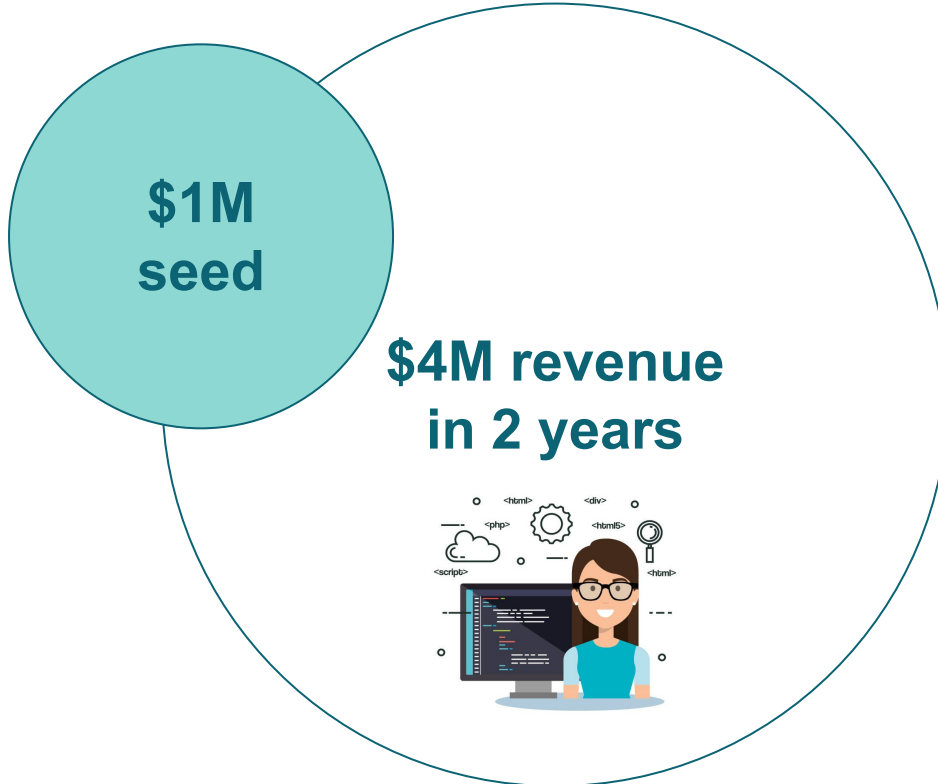 $1M
seed
$4M revenue
in 2 years
<html>
<div>
<php>
<html5>
<script>
<html>